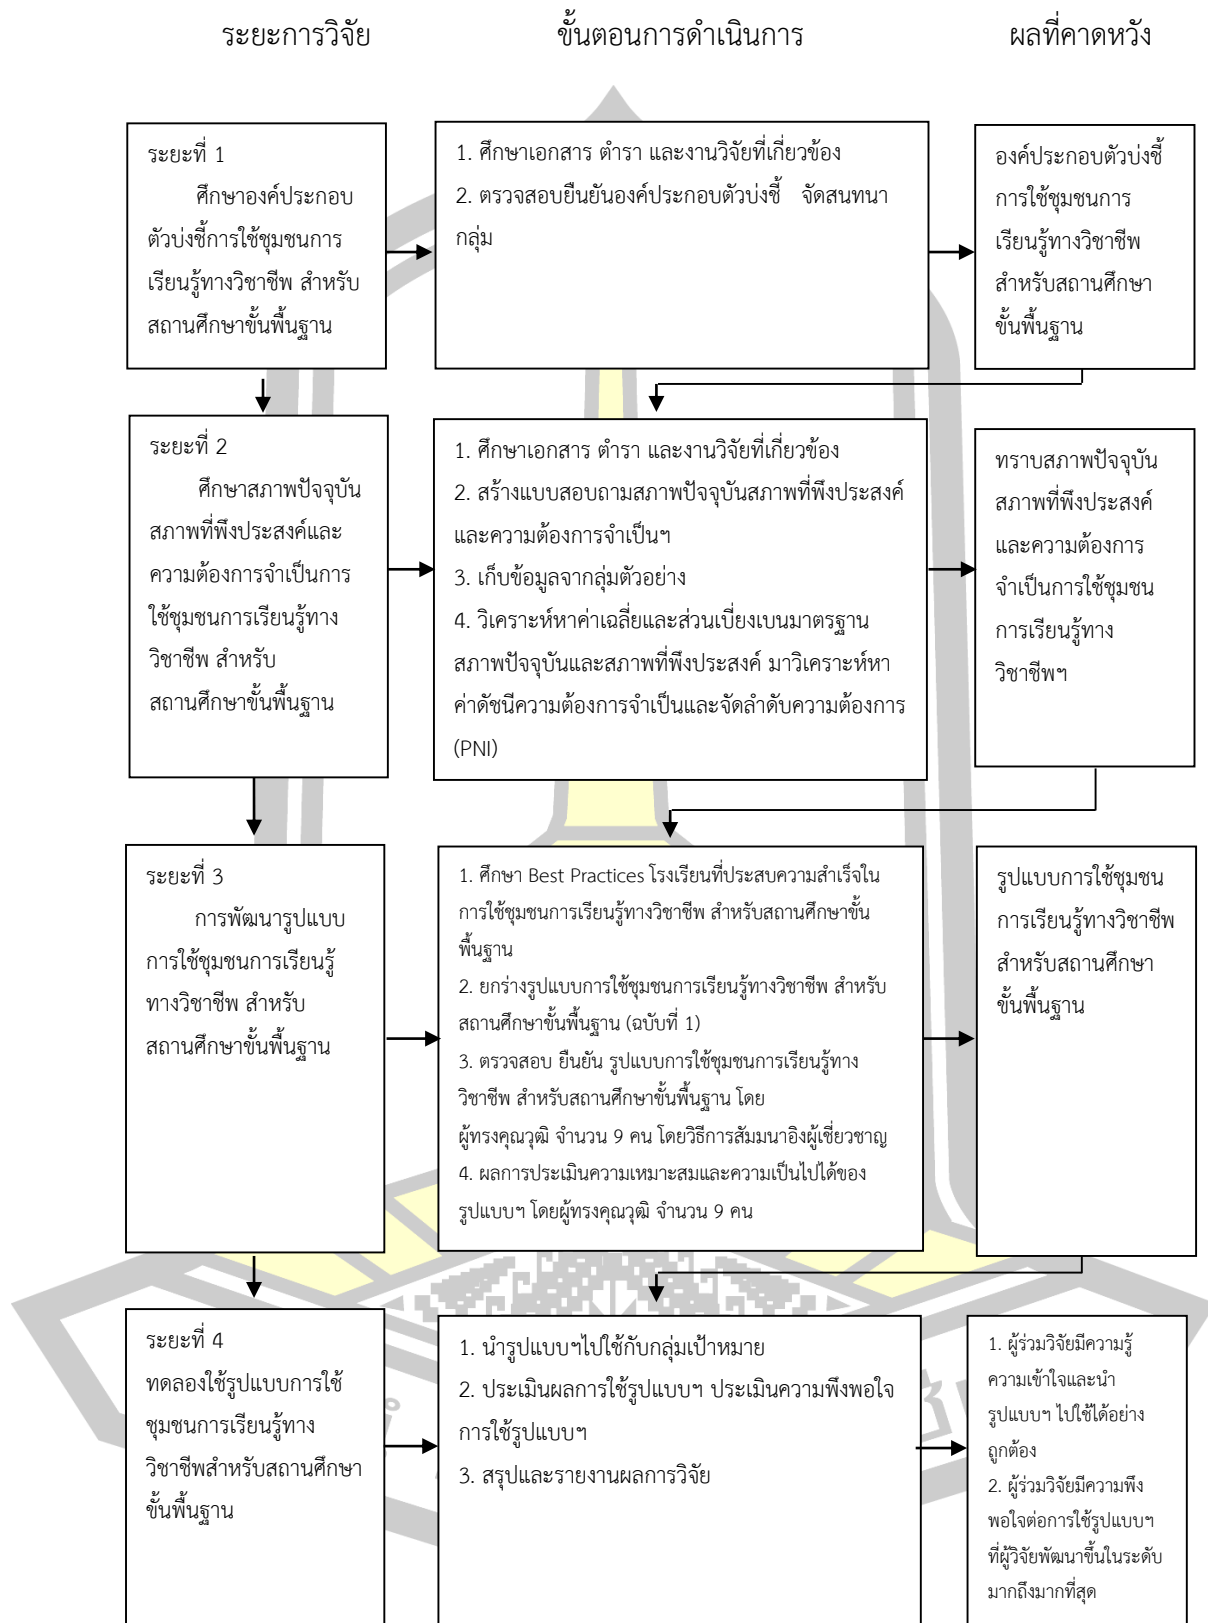 ระยะการวิจัย
ขั้นตอนการดำเนินการ
ผลที่คาดหวัง
ระยะที่ 1
ศึกษาองค์ประกอบ
ตัวบ่งชี้การใช้ชุมชนการ
เรียนรู้ทางวิชาชีพ สำหรับ
สถานศึกษาขั้นพื้นฐาน
1. ศึกษาเอกสาร ตำรา และงานวิจัยที่เกี่ยวข้อง
2. ตรวจสอบยืนยันองค์ประกอบตัวบ่งชี้ จัดสนทนา
กลุ่ม
องค์ประกอบตัวบ่งชี้
การใช้ชุมชนการ
เรียนรู้ทางวิชาชีพ
สำหรับสถานศึกษา
ขั้นพื้นฐาน
ระยะที่ 2
ศึกษาสภาพปัจจุบัน
สภาพที่พึงประสงค์และ
ความต้องการจำเป็นการ
ใช้ชุมชนการเรียนรู้ทาง
วิชาชีพ สำหรับ
สถานศึกษาขั้นพื้นฐาน
1. ศึกษาเอกสาร ตำรา และงานวิจัยที่เกี่ยวข้อง
2. สร้างแบบสอบถามสภาพปัจจุบันสภาพที่พึงประสงค์
และความต้องการจำเป็นฯ
3. เก็บข้อมูลจากกลุ่มตัวอย่าง
4. วิเคราะห์หาค่าเฉลี่ยและส่วนเบี่ยงเบนมาตรฐาน
สภาพปัจจุบันและสภาพที่พึงประสงค์ มาวิเคราะห์หา
ค่าดัชนีความต้องการจำเป็นและจัดลำดับความต้องการ
(PNI)
ทราบสภาพปัจจุบัน
สภาพที่พึงประสงค์
และความต้องการ
จำเป็นการใช้ชุมชน
การเรียนรู้ทาง
วิชาชีพฯ
ระยะที่ 3
การพัฒนารูปแบบ
การใช้ชุมชนการเรียนรู้
ทางวิชาชีพ สำหรับ
สถานศึกษาขั้นพื้นฐาน
1. ศึกษา Best Practices โรงเรียนที่ประสบความสำเร็จใน
การใช้ชุมชนการเรียนรู้ทางวิชาชีพ สำหรับสถานศึกษาขั้น
พื้นฐาน
2. ยกร่างรูปแบบการใช้ชุมชนการเรียนรู้ทางวิชาชีพ สำหรับ
สถานศึกษาขั้นพื้นฐาน (ฉบับที่ 1)
3. ตรวจสอบ ยืนยัน รูปแบบการใช้ชุมชนการเรียนรู้ทาง
วิชาชีพ สำหรับสถานศึกษาขั้นพื้นฐาน โดย
ผู้ทรงคุณวุฒิ จำนวน 9 คน โดยวิธีการสัมมนาอิงผู้เชี่ยวชาญ
4. ผลการประเมินความเหมาะสมและความเป็นไปได้ของ
รูปแบบฯ โดยผู้ทรงคุณวุฒิ จำนวน 9 คน
รูปแบบการใช้ชุมชน
การเรียนรู้ทางวิชาชีพ
สำหรับสถานศึกษา
ขั้นพื้นฐาน
ระยะที่ 4
ทดลองใช้รูปแบบการใช้
ชุมชนการเรียนรู้ทาง
วิชาชีพสำหรับสถานศึกษา
ขั้นพื้นฐาน
1. นำรูปแบบฯไปใช้กับกลุ่มเป้าหมาย
2. ประเมินผลการใช้รูปแบบฯ ประเมินความพึงพอใจ
การใช้รูปแบบฯ
3. สรุปและรายงานผลการวิจัย
1. ผู้ร่วมวิจัยมีความรู้
ความเข้าใจและนำ
รูปแบบฯ ไปใช้ได้อย่าง
ถูกต้อง
2. ผู้ร่วมวิจัยมีความพึง
พอใจต่อการใช้รูปแบบฯ
ที่ผู้วิจัยพัฒนาขึ้นในระดับ
มากถึงมากที่สุด